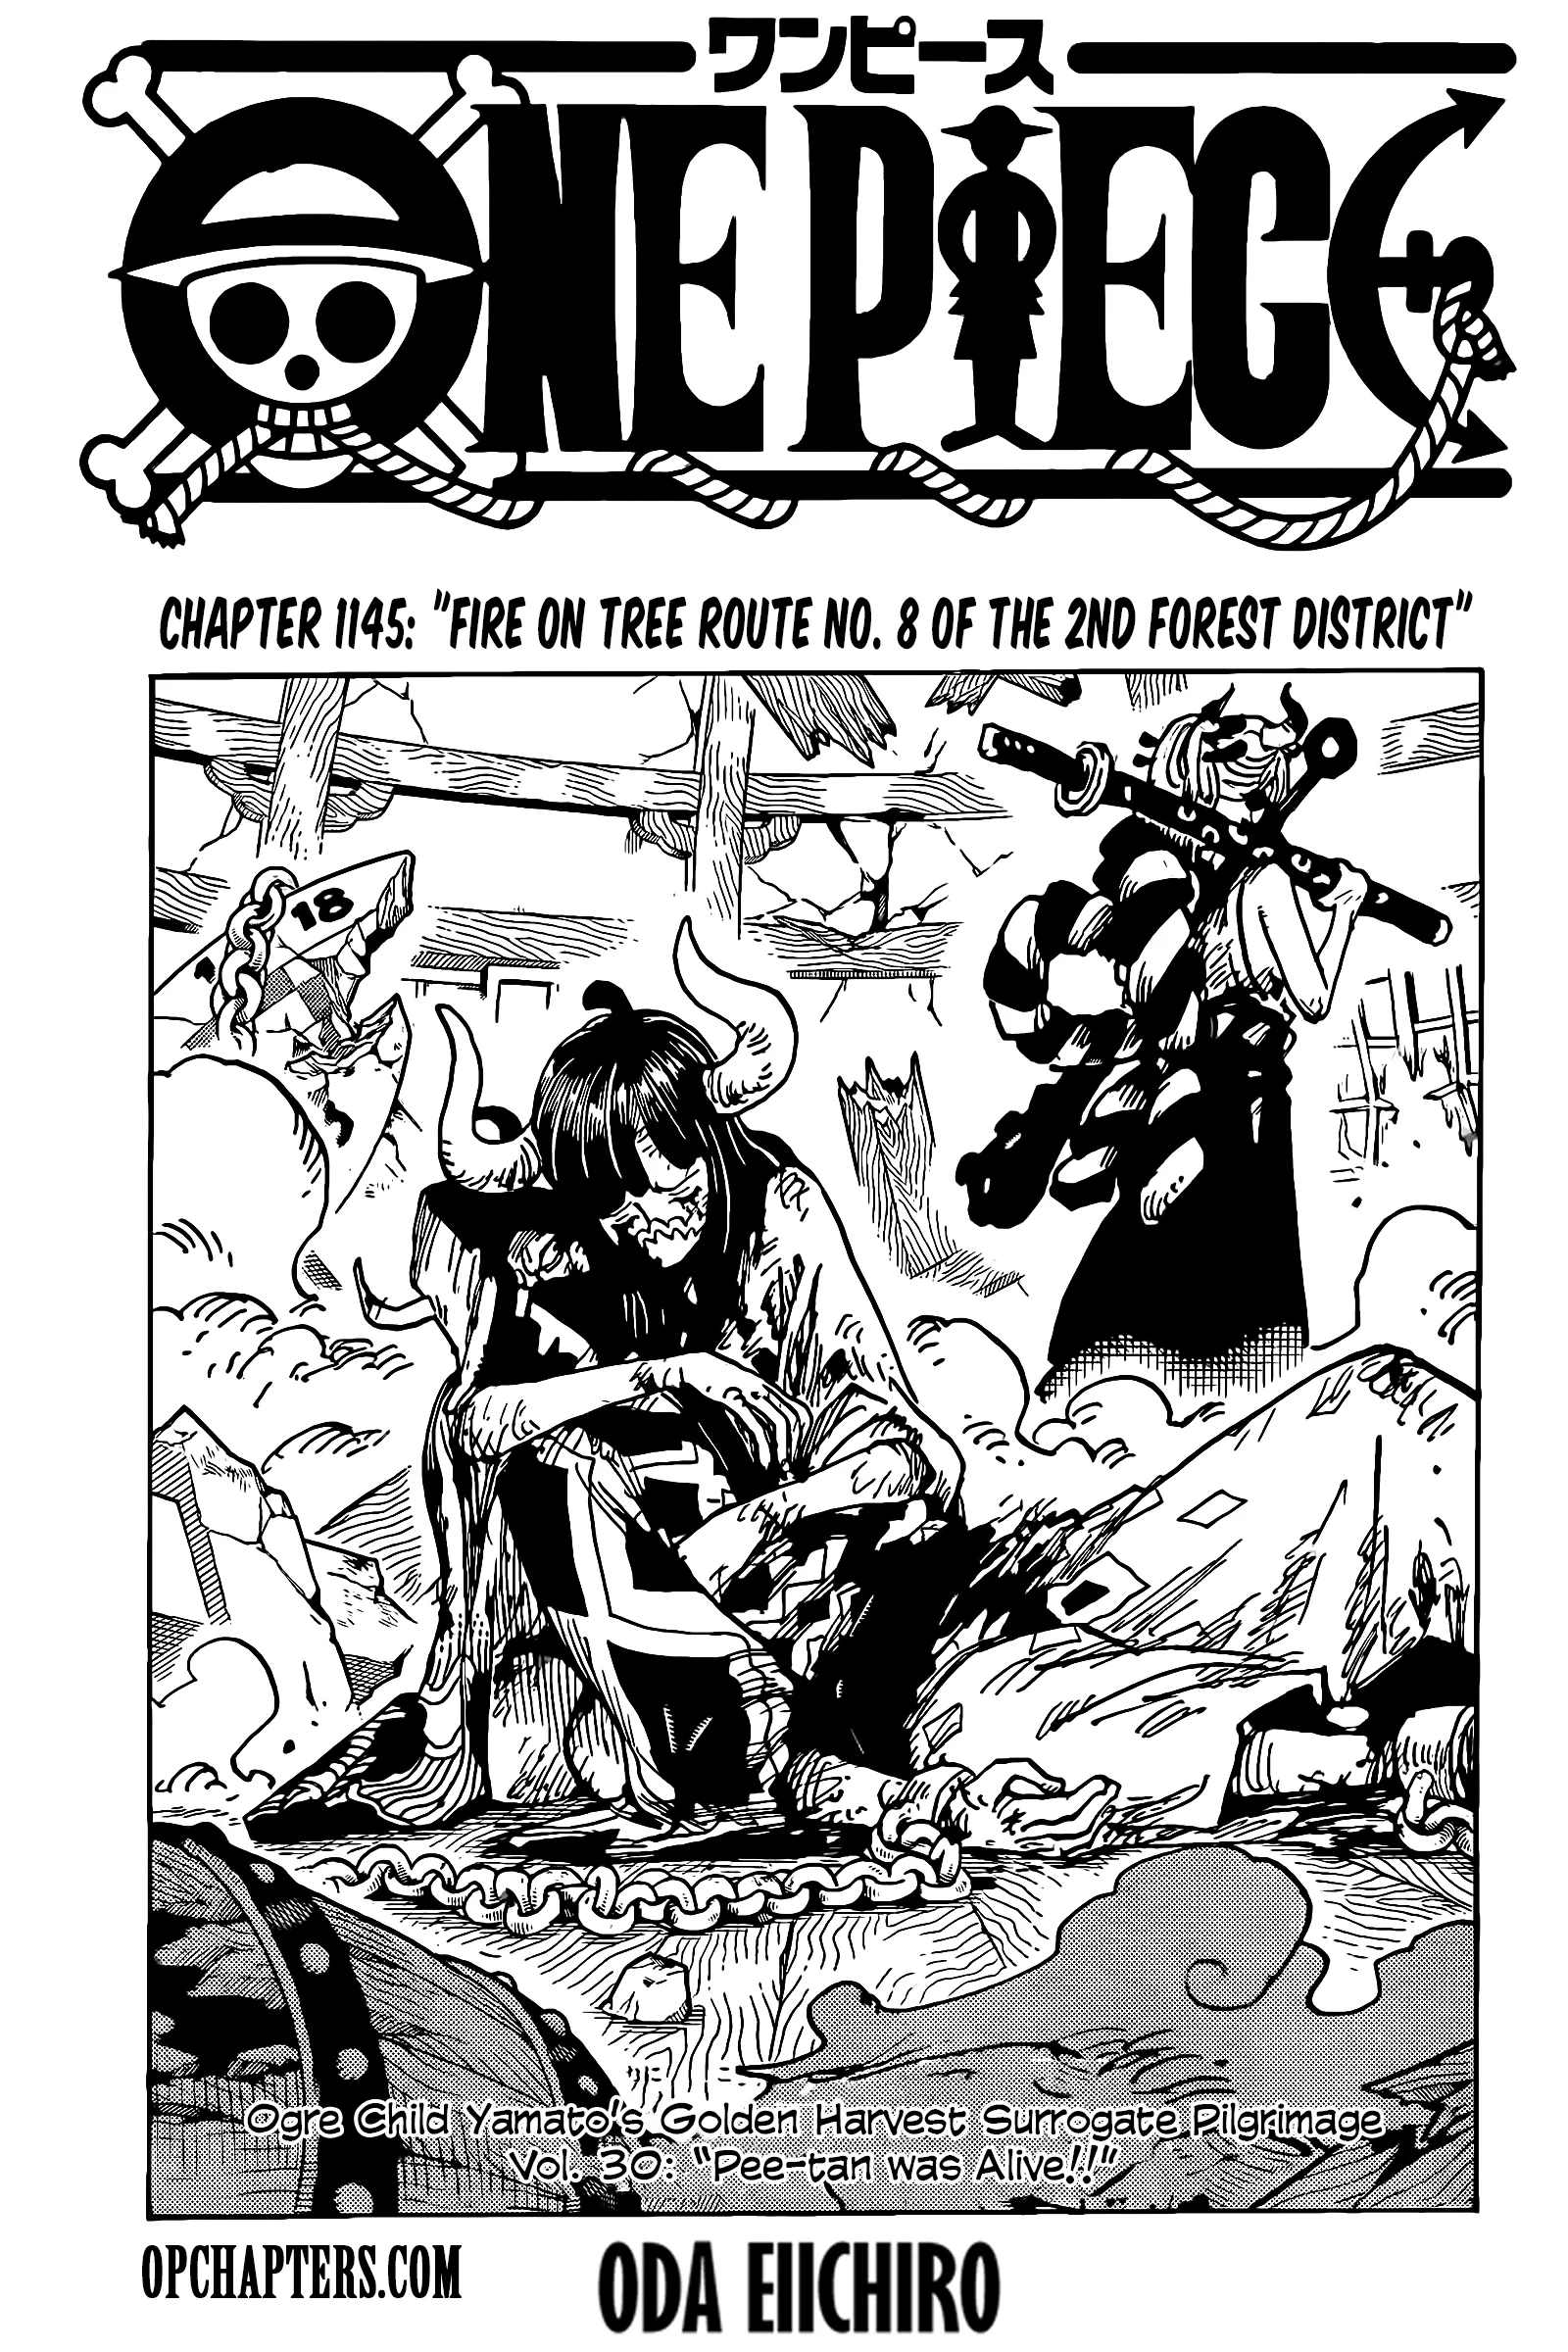 ワンピース
ONE PIECE
CHAPTER 1145: "FIRE ON TREE ROUTE NO. 8 OF THE 2ND FOREST DISTRICT"
18
Ogre Child Yamato's Golden Harvest Surrogate Pilgrimage
Vol. 30: "Pee-tan was Alive!!"
OPCHAPTERS.COM
ODA EIICHIRO